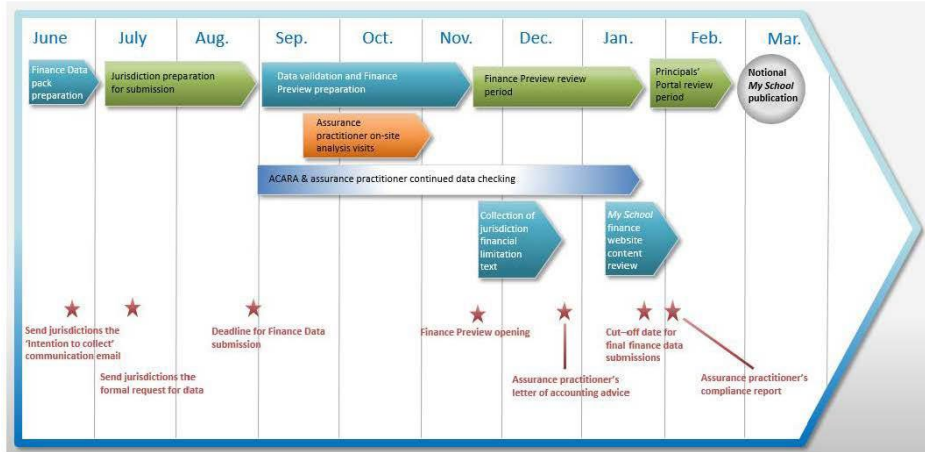 June July Aug. Sep. Oct. Nov. Dec. Jan. Feb. Mar.
Finance Data
pack
preparation
Jurisdiction preparation
for submission
Data validation and Finance
Preview preparation
Finance Preview review
period
Principals’
Portal review
period
Notional
My School
publication
Assurance
practitioner on-site
analysis visits
ACARA & assurance practitioner continued data checking
Collection of
jurisdiction
financial
limitation
text
My School
finance
website
content
review
Send jurisdictions the
‘Intention to collect’
communication email
Send jurisdictions the
formal request for data
Deadline for Finance Data
submission
Finance Preview opening
Assurance practitioner’s
letter of accounting advice
Cut–off date for
final finance data
submissions
Assurance practitioner’s
compliance report